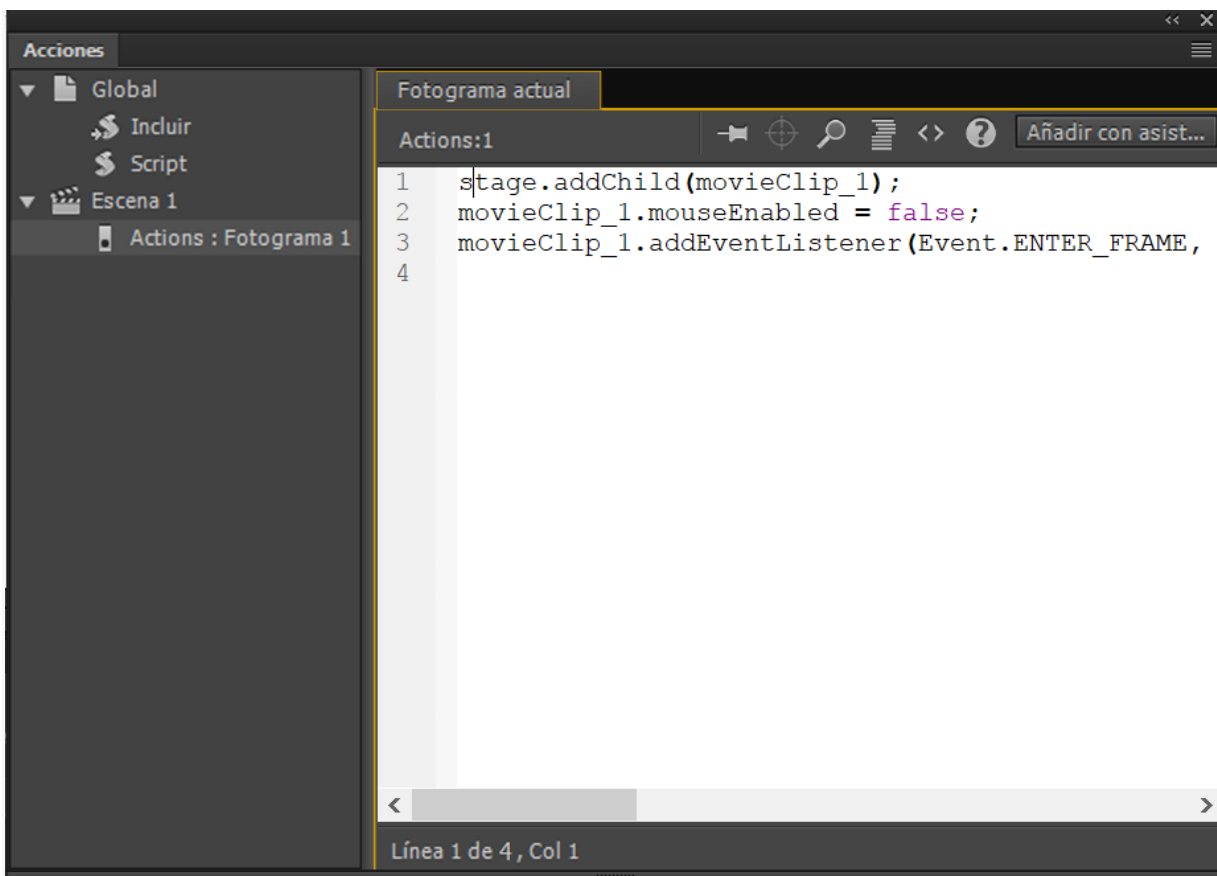 Acciones
Global
Incluir
Script
Escena 1
Actions : Fotograma 1
Fotograma actual
Actions:1
Añadir con asist...
1 stage.addChild(movieClip_1);
2 movieClip_1.mouseEnabled = false;
3 movieClip_1.addEventListener(Event.ENTER_FRAME,
4
Línea 1 de 4, Col 1